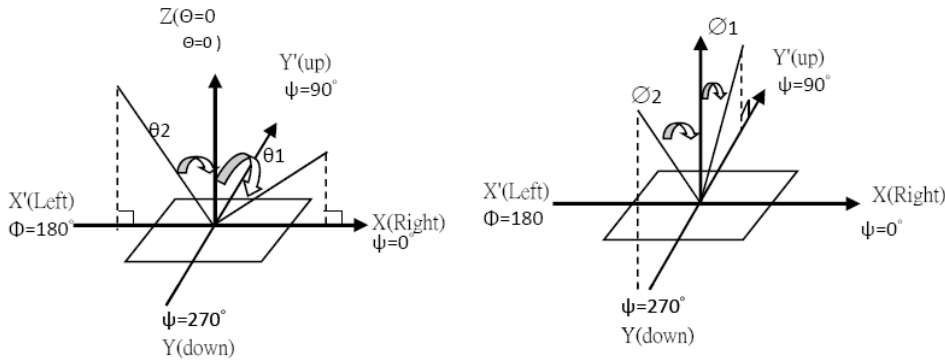 Z(Θ=0
Θ=0 )
Y'(up)
ψ=90°
θ2
θ1
X'(Left)
Φ=180°
X(Right)
ψ=0°
ψ=270°
Y(down)
∅1
Y'(up)
ψ=90°
∅2
X'(Left)
Φ=180
X(Right)
ψ=0°
ψ=270°
Y(down)